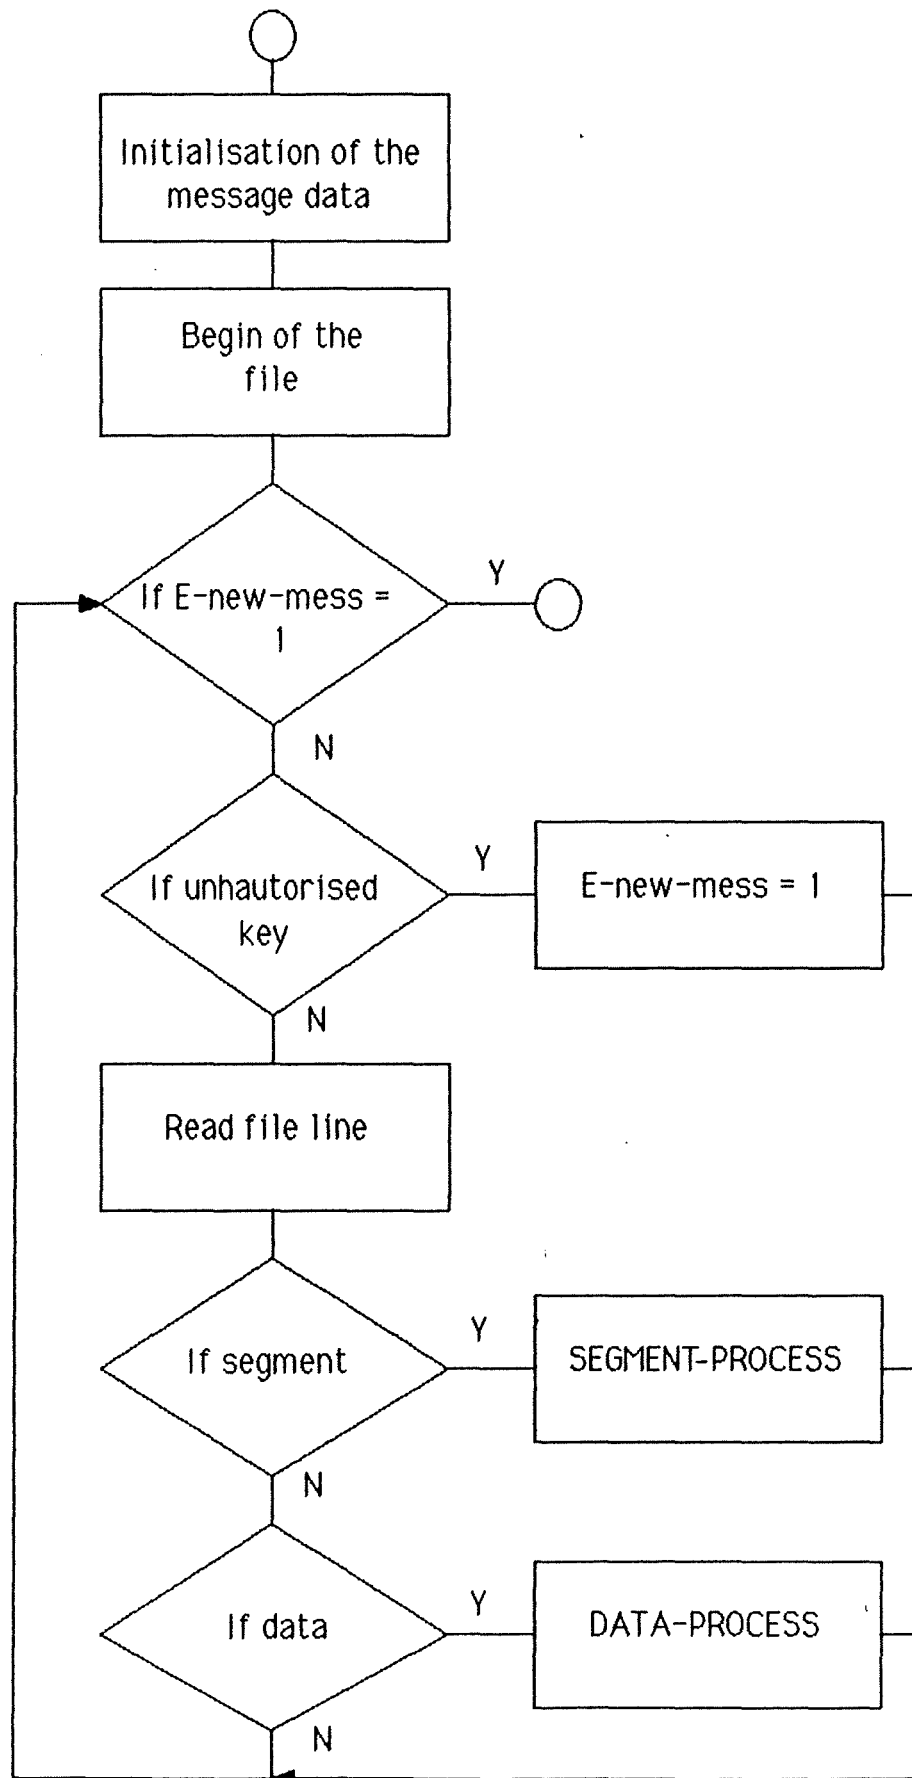 Initialisation of the
message data
Begin of the
file
If E-new-mess =
1
Y
N
If unhautorised
key
Y
E-new-mess = 1
N
Read file line
If segment
Y
SEGMENT-PROCESS
N
If data
Y
DATA-PROCESS
N